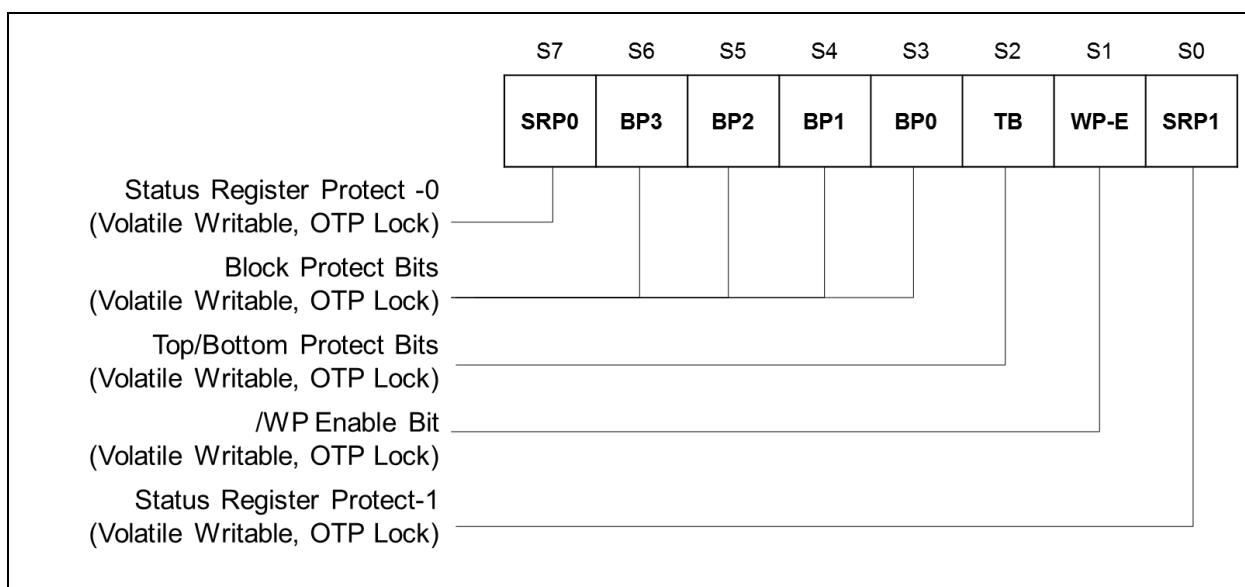 S7 S6 S5 S4 S3 S2 S1 S0
SRP0 BP3 BP2 BP1 BP0 TB WP-E SRP1
Status Register Protect -0
(Volatile Writable, OTP Lock)
Block Protect Bits
(Volatile Writable, OTP Lock)
Top/Bottom Protect Bits
(Volatile Writable, OTP Lock)
/WP Enable Bit
(Volatile Writable, OTP Lock)
Status Register Protect-1
(Volatile Writable, OTP Lock)